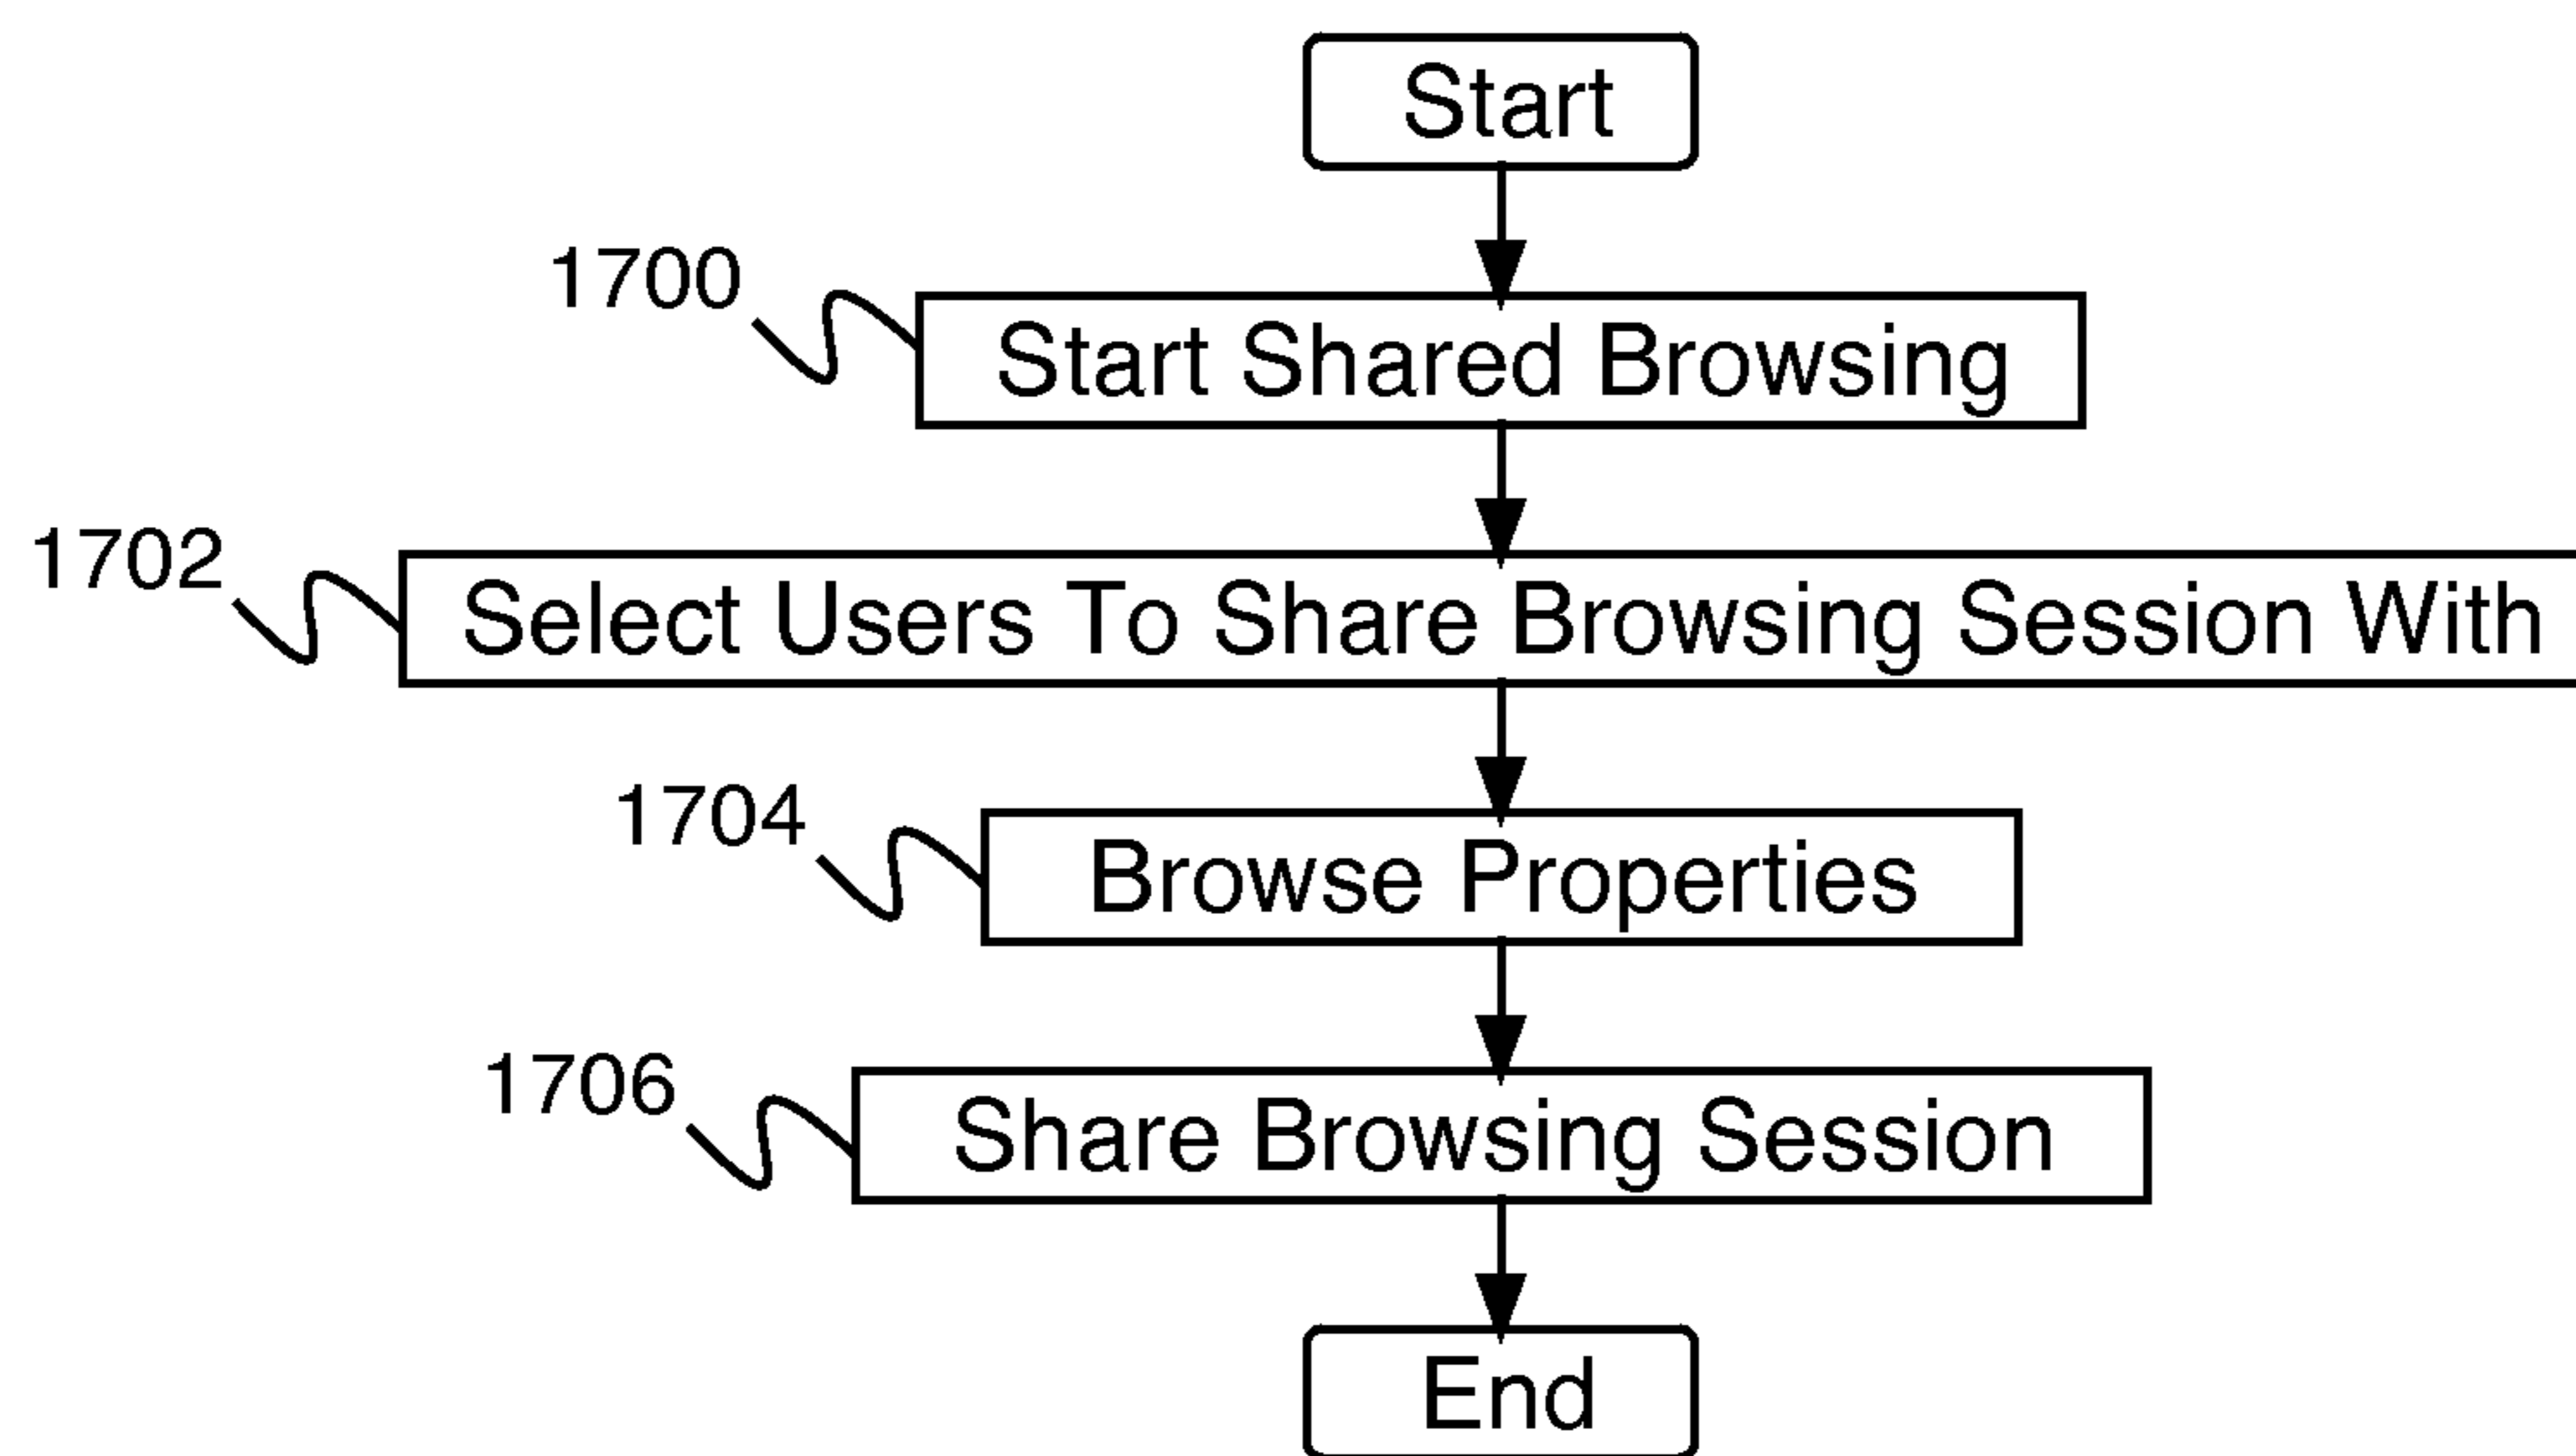 Start
1700
Start Shared Browsing
1702
Select Users To Share Browsing Session With
1704
Browse Properties
1706
Share Browsing Session
End